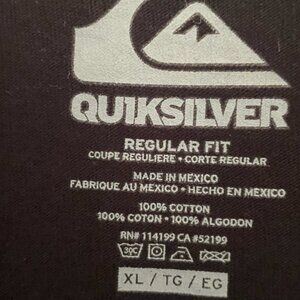 QUIKSILVER
REGULAR FIT
COUPE REGULIERE • CORTE REGULAR
MADE IN MEXICO
FABRIQUE AU MEXICO • HECHO EN MEXICO
100% COTTON
100% COTON • 100% ALGODON
RN# 114199 CA #52199
30C
XL / TG / EG